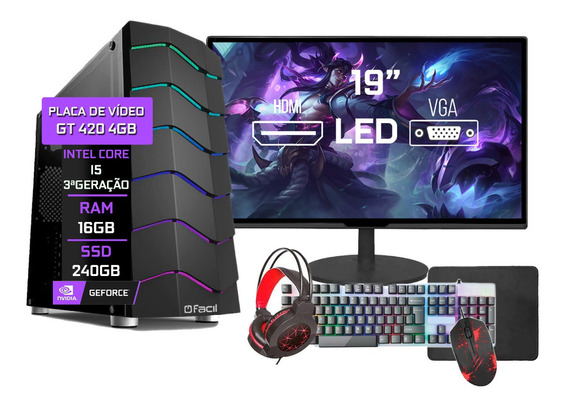 PLACA DE VÍDEO
GT 420 4GB
INTEL CORE
I5
3ªGERAÇÃO
RAM
16GB
SSD
240GB
NVIDIA
GEFORCE
Facil
19”
HDMI
VGA
LED